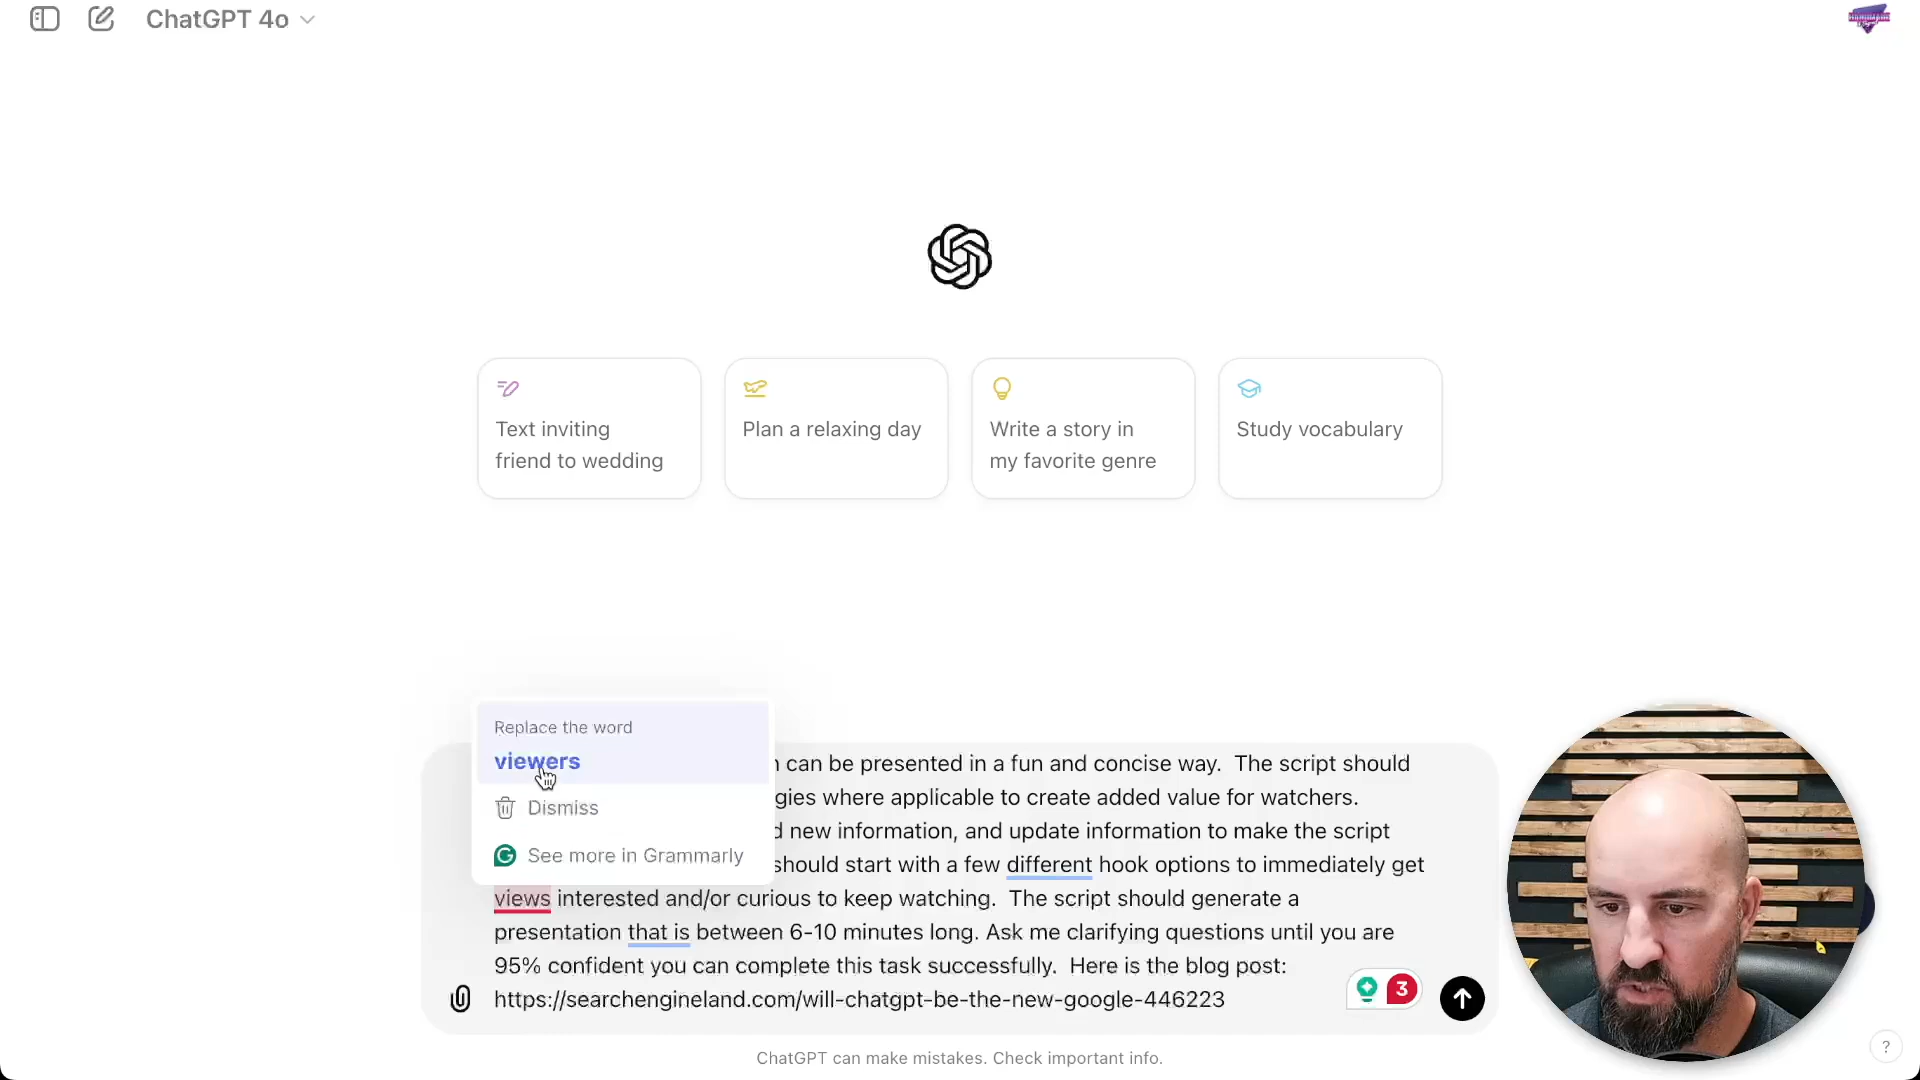 ChatGPT 4o
Text inviting
friend to wedding
Plan a relaxing day
Write a story in
my favorite genre
Study vocabulary
Replace the word
viewers
Dismiss
See more in Grammarly
can be presented in a fun and concise way. The script should
gies where applicable to create added value for watchers.
new information, and update information to make the script
should start with a few different hook options to immediately get
views interested and/or curious to keep watching. The script should generate a
presentation that is between 6-10 minutes long. Ask me clarifying questions until you are
95% confident you can complete this task successfully. Here is the blog post:
https://searchengineland.com/will-chatgpt-be-the-new-google-446223
3
ChatGPT can make mistakes. Check important info.
?